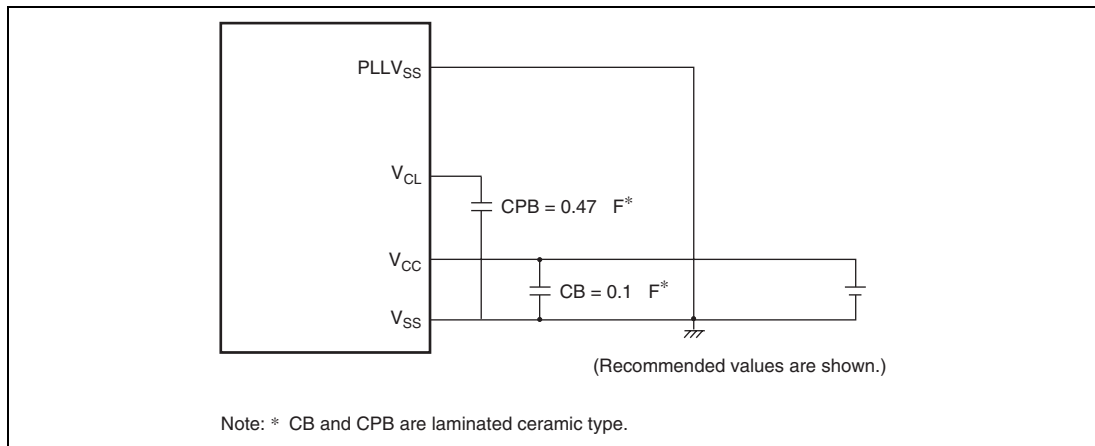 PLLVSS
VCL
CPB = 0.47 F*
VCC
CB = 0.1 F*
VSS
(Recommended values are shown.)
Note: * CB and CPB are laminated ceramic type.